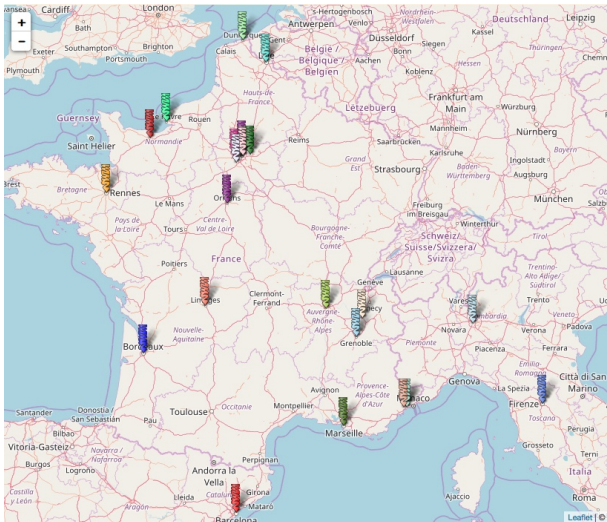 wansea
Cardiff
London
's-Hertogenbosch
Nordrhein-
Westfalen
Deutschland
Leipzig
+
−
Bath
Antwerpen
Venlo
Kassel
Düsseldorf
Exeter
Southampton
Brighton
Portsmouth
Calais
Gent
België /
Belgique /
Belgien
Aachen
Bonn
Siegen
Hessen
Thüringen
Plymouth
Koblenz
Hauts-de-
France
Frankfurt am
Main
Lëtzebuerg
Würzburg
Guernsey
Rouen
Saint Helier
Normandie
Reims
Mannheim
Nürnberg
Saarbrücken
Karlsruhe
Grand
Est
Strasbourg
Baden-
Württemberg
Ingolstadt
Bayern
Augsburg
Brest
Bretagne
Rennes
Le Mans
München
Pays de
la Loire
Tours
Centre-
Val de Loire
Freiburg
im Breisgau
Bourgogne-
Franche-
Comté
Winterthur
Schweiz/
Suisse/Svizzera/
Svizra
Tirol
Poitiers
France
Lausanne
Genève
Trentino-
Alto Adige/
Südtirol
Limoges
Clermont-
Ferrand
Auvergne-
Rhône-
Alpes
Trento
Veneto
Novara
Verona
Padova
Bordeaux
Nouvelle-
Aquitaine
Grenoble
Piemonte
Piacenza
Ferrara
Emilia-
Romagna
Avignon
Provence-
Alpes-Côte
d'Azur
Genova
La Spezia
Firenze
Città di San
Marino
Toscana
Santander
Donostia /
San Sebastián
Pau
Toulouse
Occitanie
Montpellier
Marseille
Bilbao
Vitoria-Gasteiz
Navarra /
Perpignan
Grosseto
Perugia
Terni
Burgos
Logroño
Andorra la
Vella
Girona
Italia
Castilla
y León
Aragón
Lleida
Mataró
Barcelona
Ajaccio
Roma
Leaflet | ©